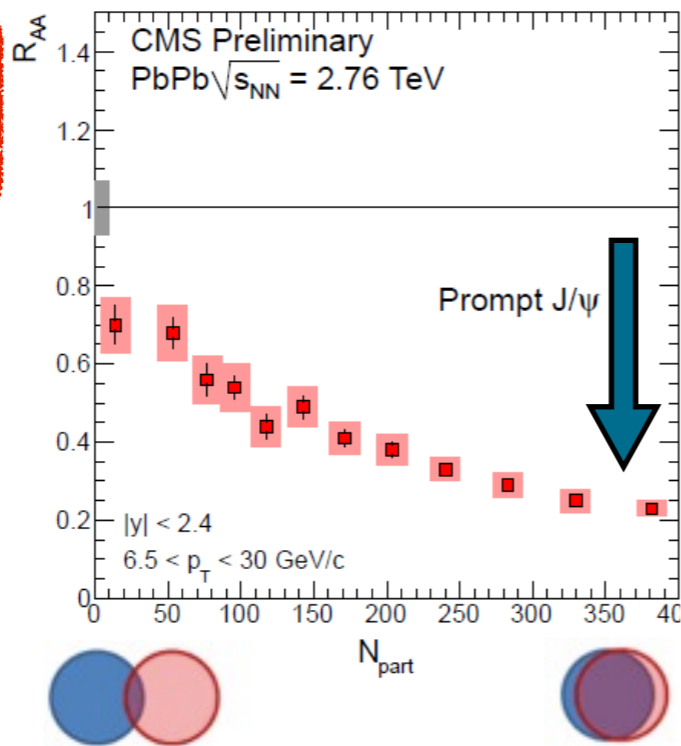 R_AA
CMS Preliminary
PbPb √s_NN = 2.76 TeV
1.4
1.2
1
0.8
0.6
0.4
0.2
0
Prompt J/ψ
|y| < 2.4
6.5 < p_T < 30 GeV/c
0 50 100 150 200 250 300 350 40
N_part